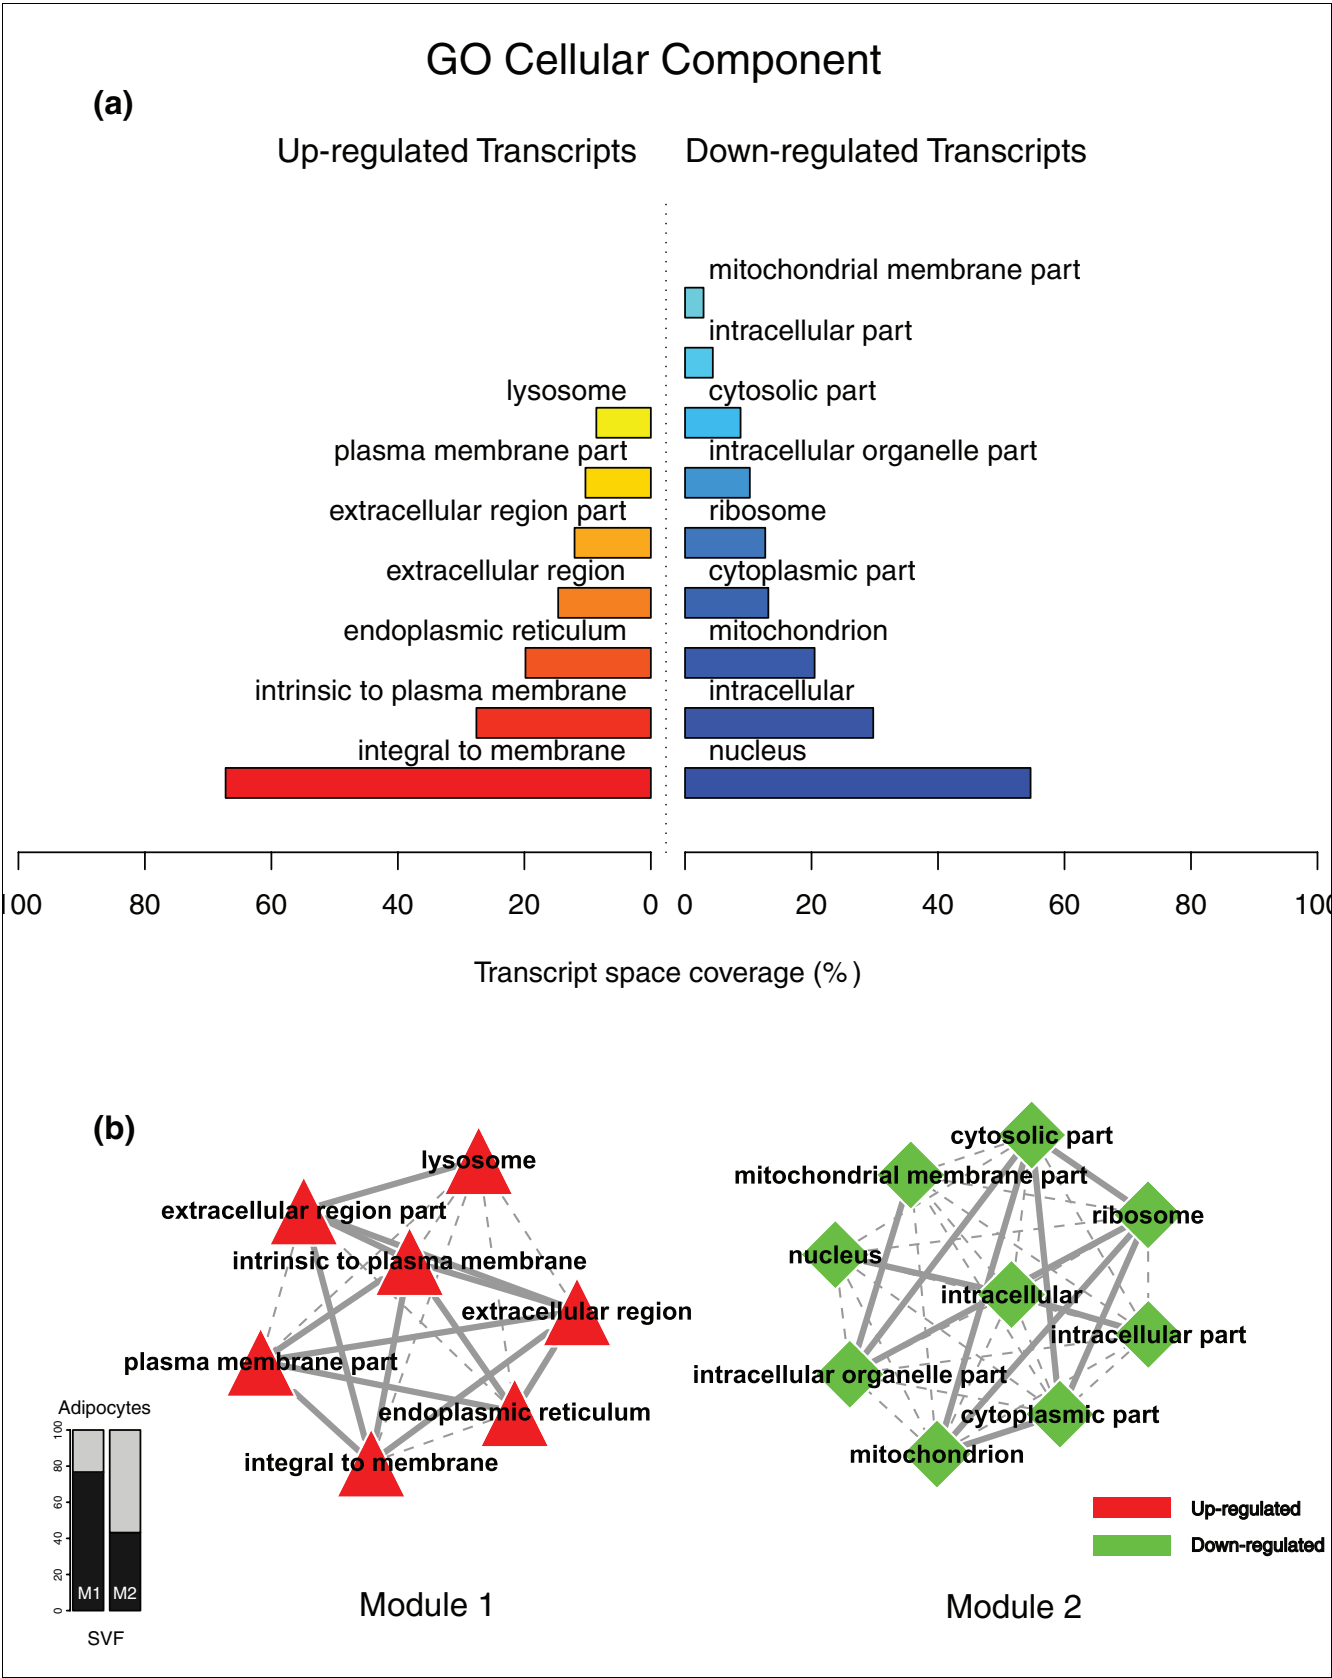 GO Cellular Component
(a)
Up-regulated Transcripts
Down-regulated Transcripts
mitochondrial membrane part
intracellular part
lysosome
cytosolic part
plasma membrane part
intracellular organelle part
extracellular region part
ribosome
extracellular region
cytoplasmic part
endoplasmic reticulum
mitochondrion
intrinsic to plasma membrane
intracellular
integral to membrane
nucleus
100 80 60 40 20 0 0 20 40 60 80 100
Transcript space coverage (%)
(b)
lysosome
extracellular region part
intrinsic to plasma membrane
extracellular region
plasma membrane part
endoplasmic reticulum
integral to membrane
cytosolic part
mitochondrial membrane part
ribosome
nucleus
intracellular
intracellular part
intracellular organelle part
cytoplasmic part
mitochondrion
Adipocytes
100
80
60
40
20
0
M1 M2
SVF
Up-regulated
Down-regulated
Module 1
Module 2